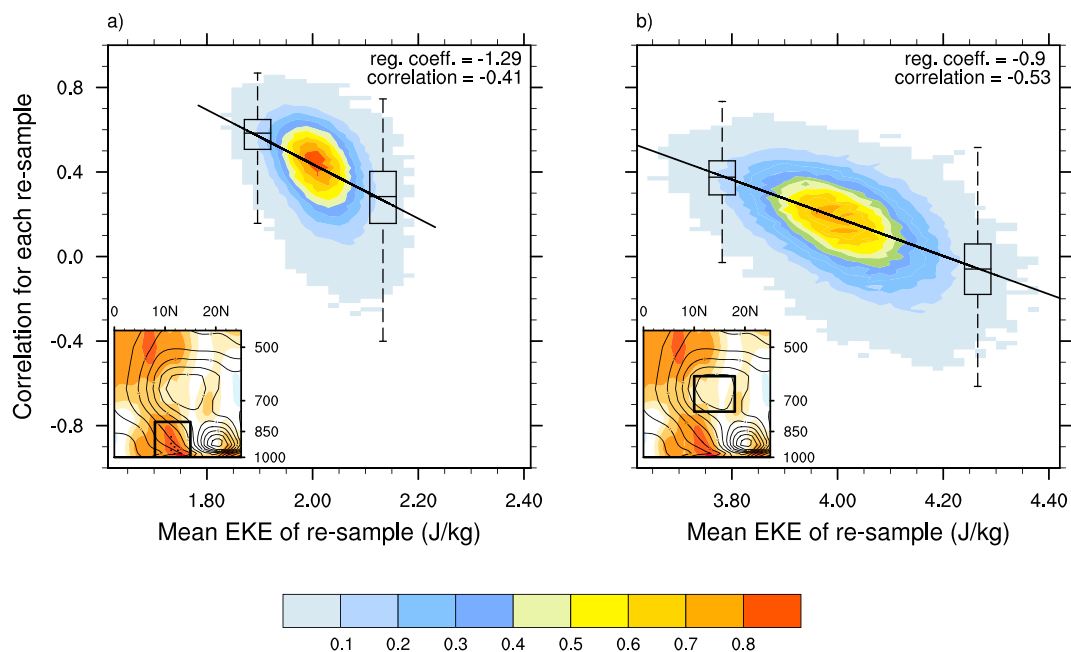 a)
b)
reg. coeff. = -1.29
correlation = -0.41
reg. coeff. = -0.9
correlation = -0.53
Correlation for each re-sample
0.8
0.4
0.0
-0.4
-0.8
0 10N 20N
500
700
850
1000
0 10N 20N
500
700
850
1000
1.80 2.00 2.20 2.40
3.80 4.00 4.20 4.40
Mean EKE of re-sample (J/kg)
Mean EKE of re-sample (J/kg)
0.1 0.2 0.3 0.4 0.5 0.6 0.7 0.8